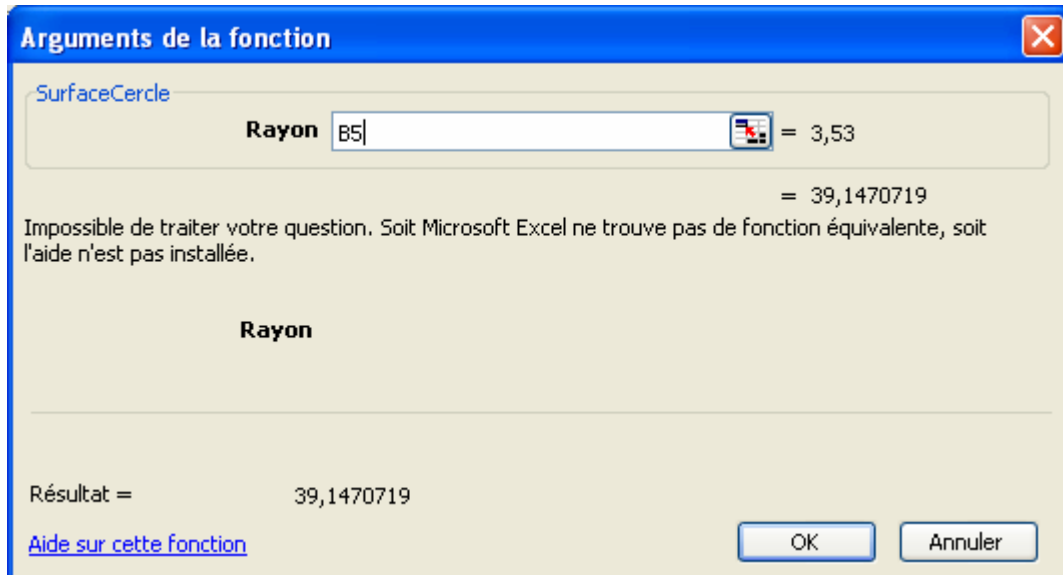 Arguments de la fonction
SurfaceCercle
Rayon B5 = 3,53
= 39,1470719
Impossible de traiter votre question. Soit Microsoft Excel ne trouve pas de fonction équivalente, soit
l'aide n'est pas installée.
Rayon
Résultat = 39,1470719
Aide sur cette fonction OK Annuler